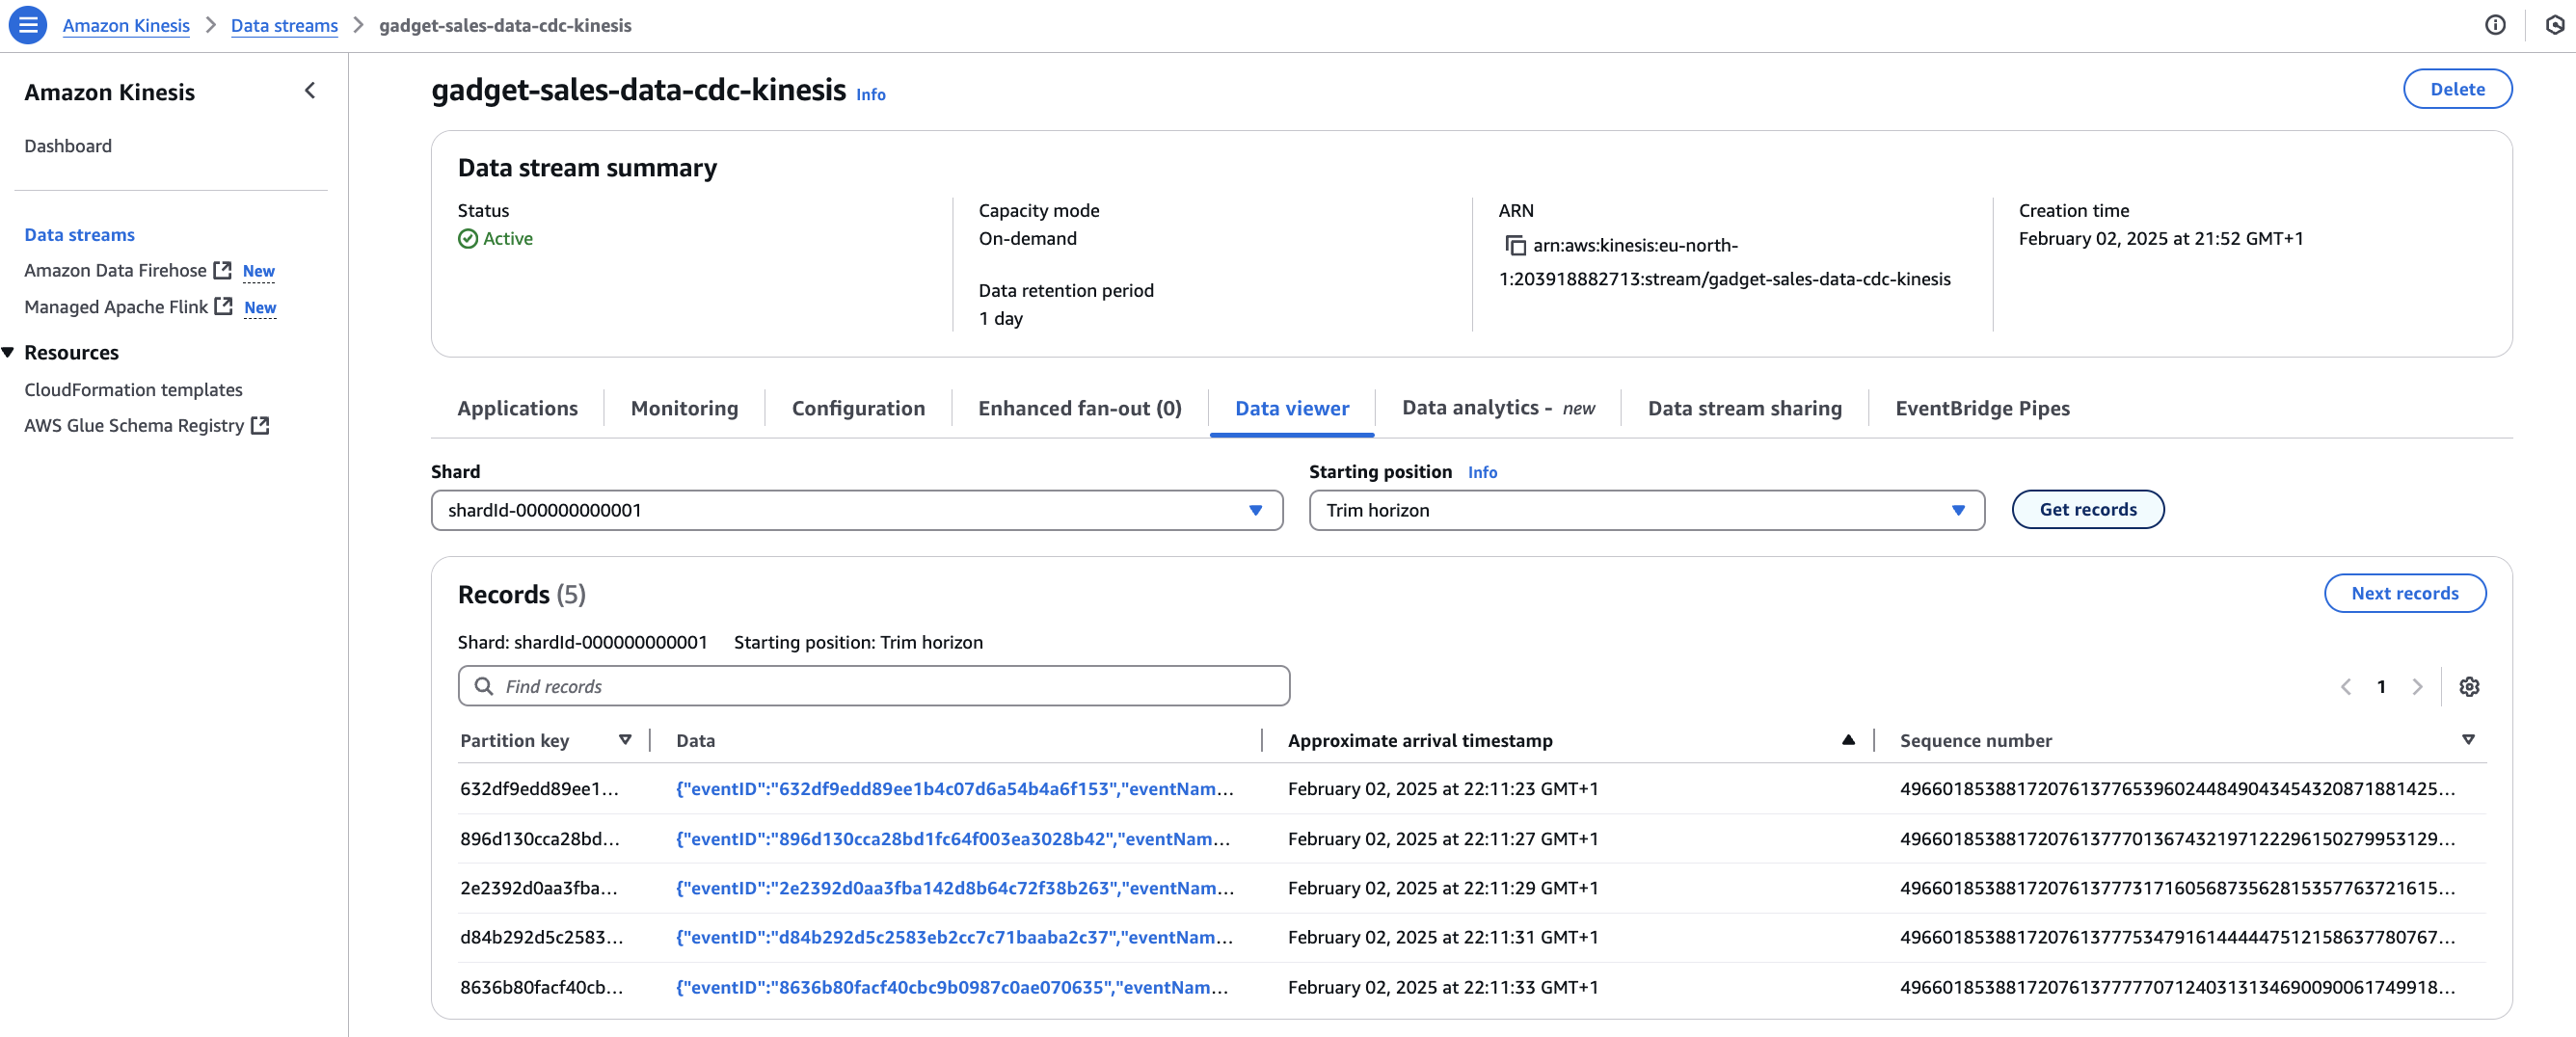 Amazon Kinesis > Data streams > gadget-sales-data-cdc-kinesis
Amazon Kinesis
Dashboard
Data streams
Amazon Data Firehose New
Managed Apache Flink New
Resources
CloudFormation templates
AWS Glue Schema Registry
gadget-sales-data-cdc-kinesis Info
Delete
Data stream summary
Status
Active
Capacity mode
On-demand
Data retention period
1 day
ARN
arn:aws:kinesis:eu-north-
1:203918882713:stream/gadget-sales-data-cdc-kinesis
Creation time
February 02, 2025 at 21:52 GMT+1
Applications Monitoring Configuration Enhanced fan-out (0) Data viewer Data analytics - new Data stream sharing EventBridge Pipes
Shard
shardId-000000000001
Starting position Info
Trim horizon
Get records
Records (5)
Next records
Shard: shardId-000000000001 Starting position: Trim horizon
Find records
1
Partition key Data Approximate arrival timestamp Sequence number
632df9edd89ee1... {"eventID":"632df9edd89ee1b4c07d6a54b4a6f153","eventNam... February 02, 2025 at 22:11:23 GMT+1 49660185388172076137765396024484904345432087188142​5...
896d130cca28bd... {"eventID":"896d130cca28bd1fc64f003ea3028b42","eventNam... February 02, 2025 at 22:11:27 GMT+1 49660185388172076137770136743219712229615027995312​9...
2e2392d0aa3fba... {"eventID":"2e2392d0aa3fba142d8b64c72f38b263","eventNam... February 02, 2025 at 22:11:29 GMT+1 49660185388172076137773171605687356281535776372161​5...
d84b292d5c2583... {"eventID":"d84b292d5c2583eb2cc7c71baaba2c37","eventNam... February 02, 2025 at 22:11:31 GMT+1 49660185388172076137775347916144444751215863778076​7...
8636b80facf40cb... {"eventID":"8636b80facf40cbc9b0987c0ae070635","eventNam... February 02, 2025 at 22:11:33 GMT+1 49660185388172076137777707124031313469009006174991​8...